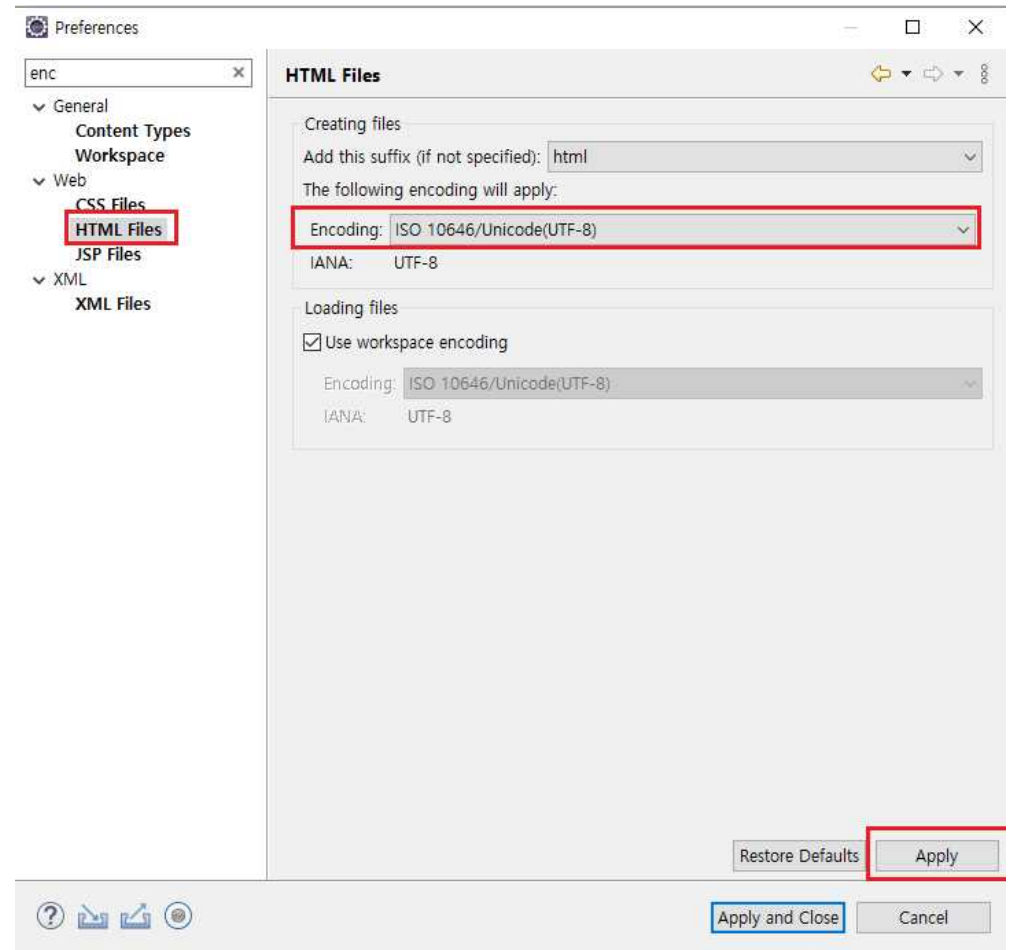 Preferences
enc
General
Content Types
Workspace
Web
CSS Files
HTML Files
JSP Files
XML
XML Files
HTML Files
Creating files
Add this suffix (if not specified): html
The following encoding will apply:
Encoding: ISO 10646/Unicode(UTF-8)
IANA: UTF-8
Loading files
Use workspace encoding
Encoding: ISO 10646/Unicode(UTF-8)
IANA: UTF-8
Restore Defaults Apply
Apply and Close Cancel